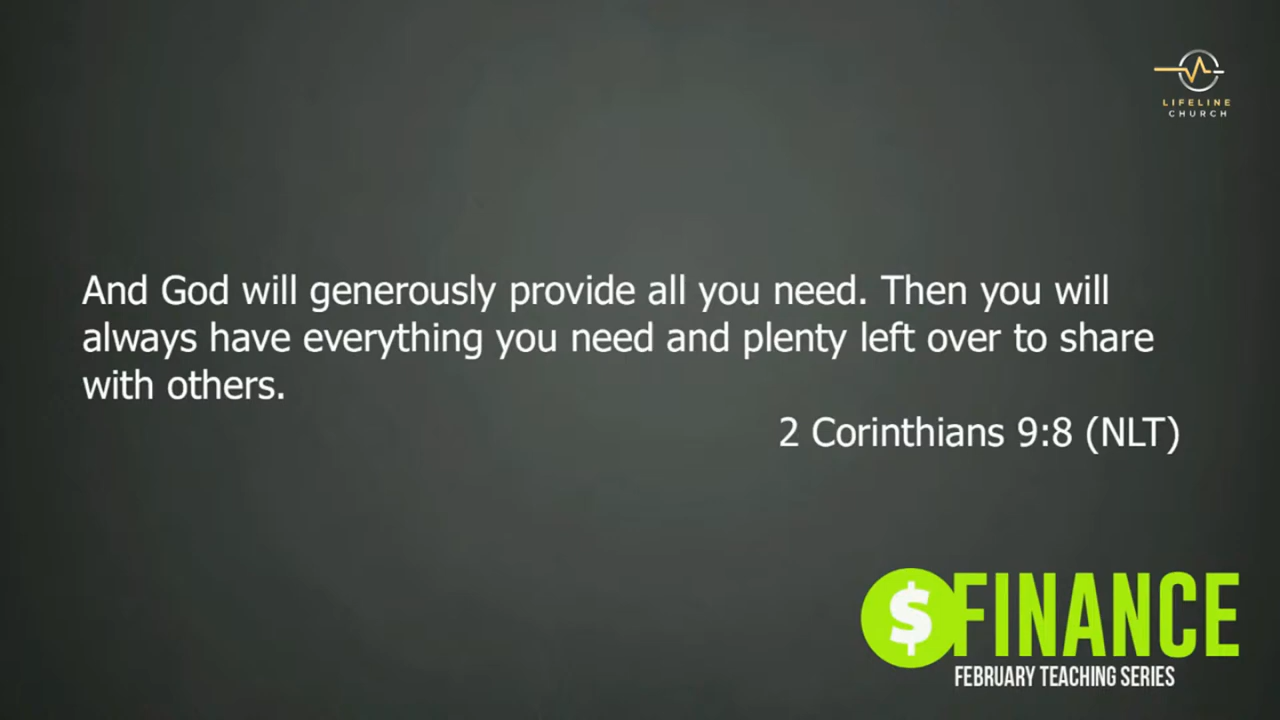 LIFELINE
CHURCH
And God will generously provide all you need. Then you will
always have everything you need and plenty left over to share
with others.
2 Corinthians 9:8 (NLT)
$FINANCE
FEBRUARY TEACHING SERIES